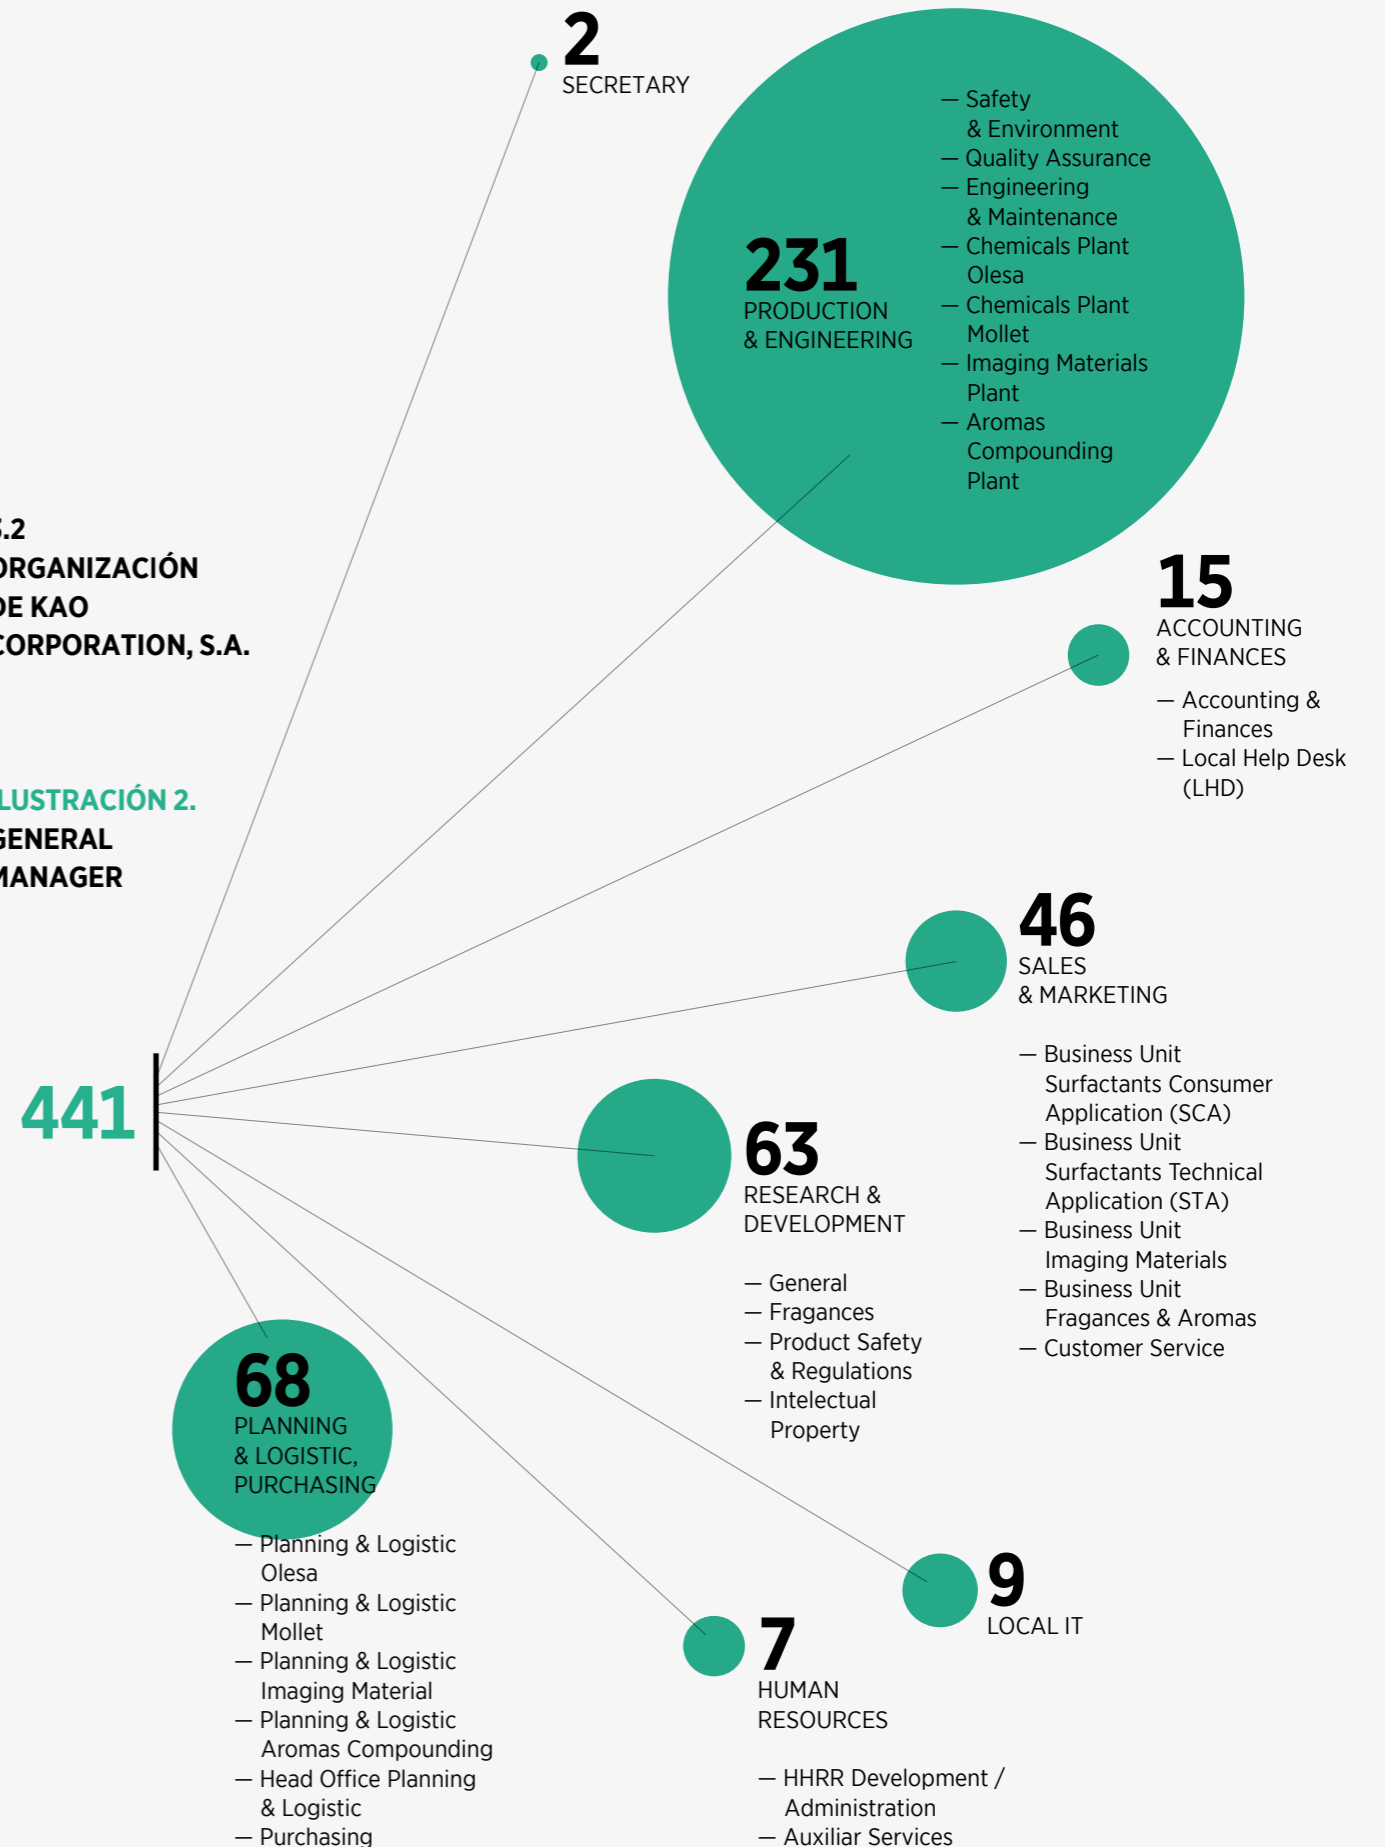 2
SECRETARY
231
PRODUCTION
& ENGINEERING
— Safety
& Environment
— Quality Assurance
— Engineering
& Maintenance
— Chemicals Plant
Olesa
— Chemicals Plant
Mollet
— Imaging Materials
Plant
— Aromas
Compounding
Plant
.2
ORGANIZACIÓN
DE KAO
CORPORATION, S.A.
LUSTRACIÓN 2.
GENERAL
MANAGER
15
ACCOUNTING
& FINANCES
— Accounting &
Finances
— Local Help Desk
(LHD)
46
SALES
& MARKETING
— Business Unit
Surfactants Consumer
Application (SCA)
— Business Unit
Surfactants Technical
Application (STA)
— Business Unit
Imaging Materials
— Business Unit
Fragances & Aromas
— Customer Service
441
63
RESEARCH &
DEVELOPMENT
— General
— Fragances
— Product Safety
& Regulations
— Intelectual
Property
68
PLANNING
& LOGISTIC,
PURCHASING
— Planning & Logistic
Olesa
— Planning & Logistic
Mollet
— Planning & Logistic
Imaging Material
— Planning & Logistic
Aromas Compounding
— Head Office Planning
& Logistic
— Purchasing
7
HUMAN
RESOURCES
— HHRR Development /
Administration
— Auxiliar Services
9
LOCAL IT